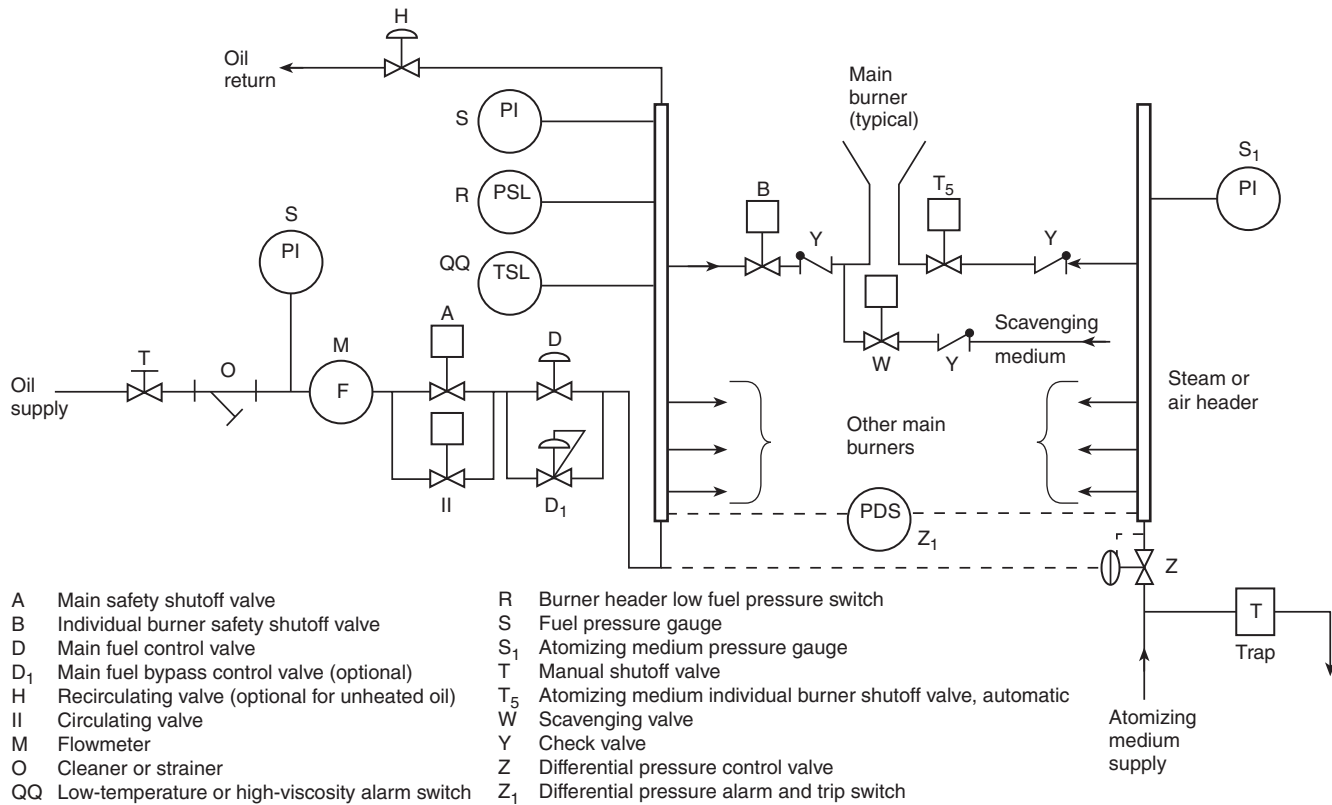 H
Oil
return
S
PI
R
PSL
QQ
TSL
Main
burner
(typical)
B
Y
T5
Y
S1
PI
S
PI
A
D
M
F
T
O
Oil
supply
II
D1
W
Y
Scavenging
medium
Other main
burners
Steam or
air header
PDS
Z1
Z
T
Trap
Atomizing
medium
supply
A Main safety shutoff valve
B Individual burner safety shutoff valve
D Main fuel control valve
D1 Main fuel bypass control valve (optional)
H Recirculating valve (optional for unheated oil)
II Circulating valve
M Flowmeter
O Cleaner or strainer
QQ Low-temperature or high-viscosity alarm switch
R Burner header low fuel pressure switch
S Fuel pressure gauge
S1 Atomizing medium pressure gauge
T Manual shutoff valve
T5 Atomizing medium individual burner shutoff valve, automatic
W Scavenging valve
Y Check valve
Z Differential pressure control valve
Z1 Differential pressure alarm and trip switch